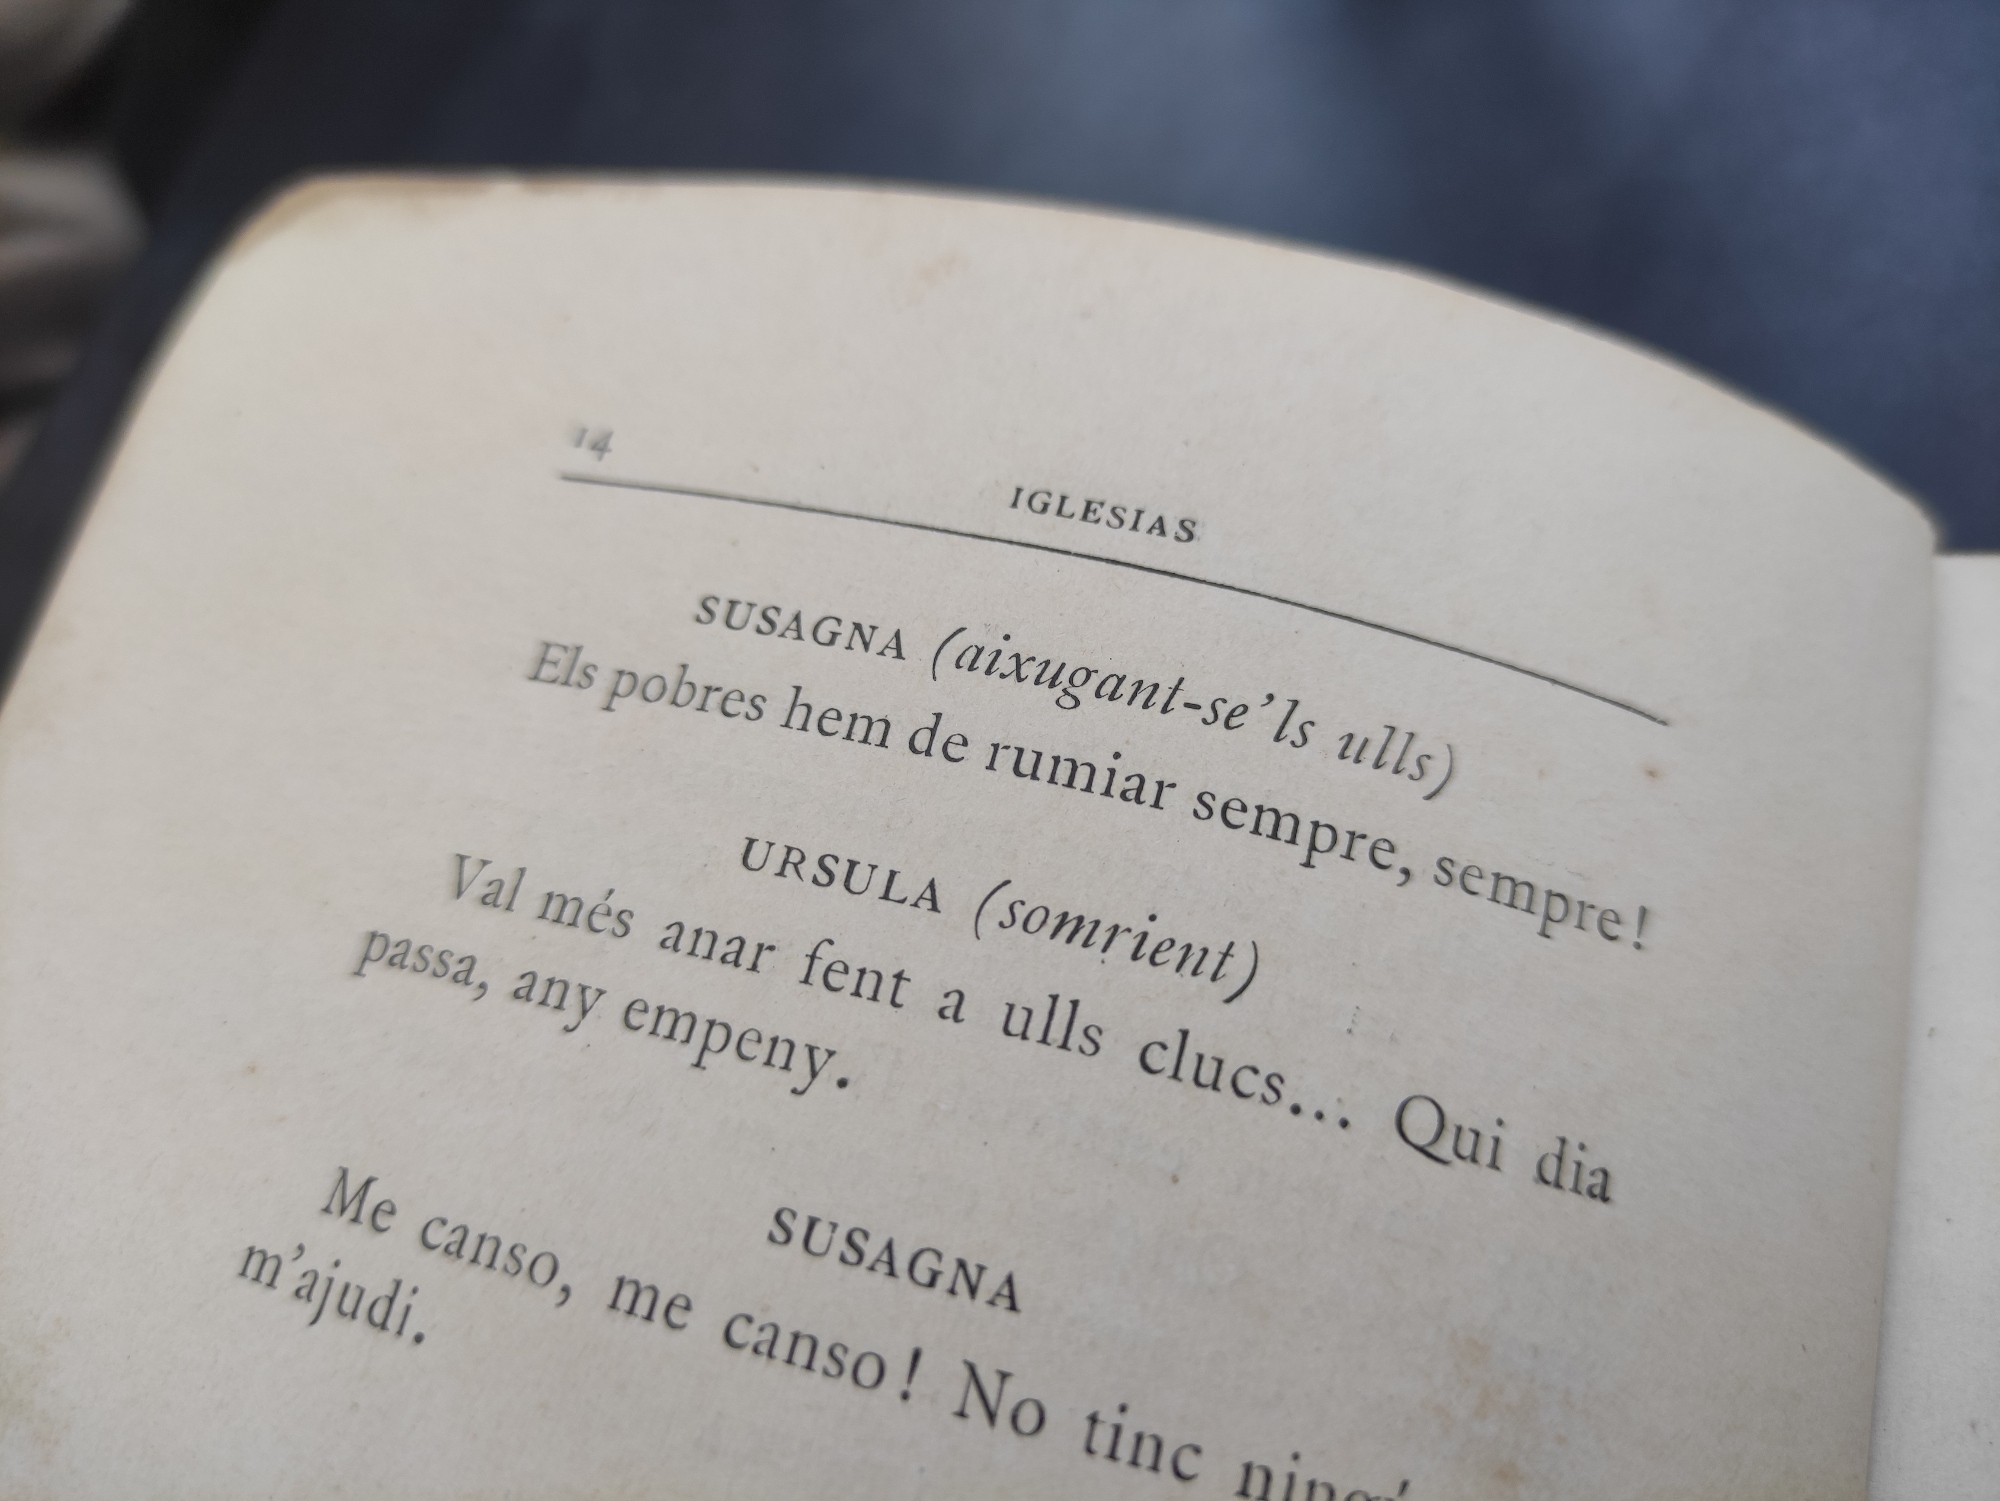 14
IGLESIAS
SUSAGNA (aixugant-se'ls ulls)
Els pobres hem de rumiar sempre, sempre!
URSULA (somrient)
Val més anar fent a ulls clucs... Qui dia
passa, any empeny.
SUSAGNA
Me canso, me canso! No tinc ningú
m'ajudi.